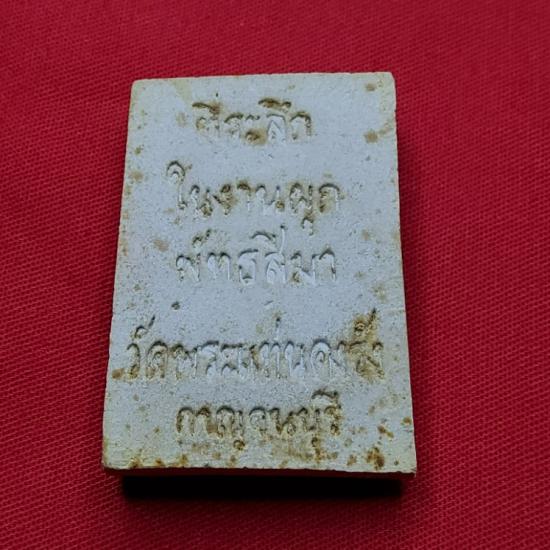 ที่ระลึก
ในงานผูก
พัทธสีมา
วัดพระแท่นดงรัง
กาญจนบุรี